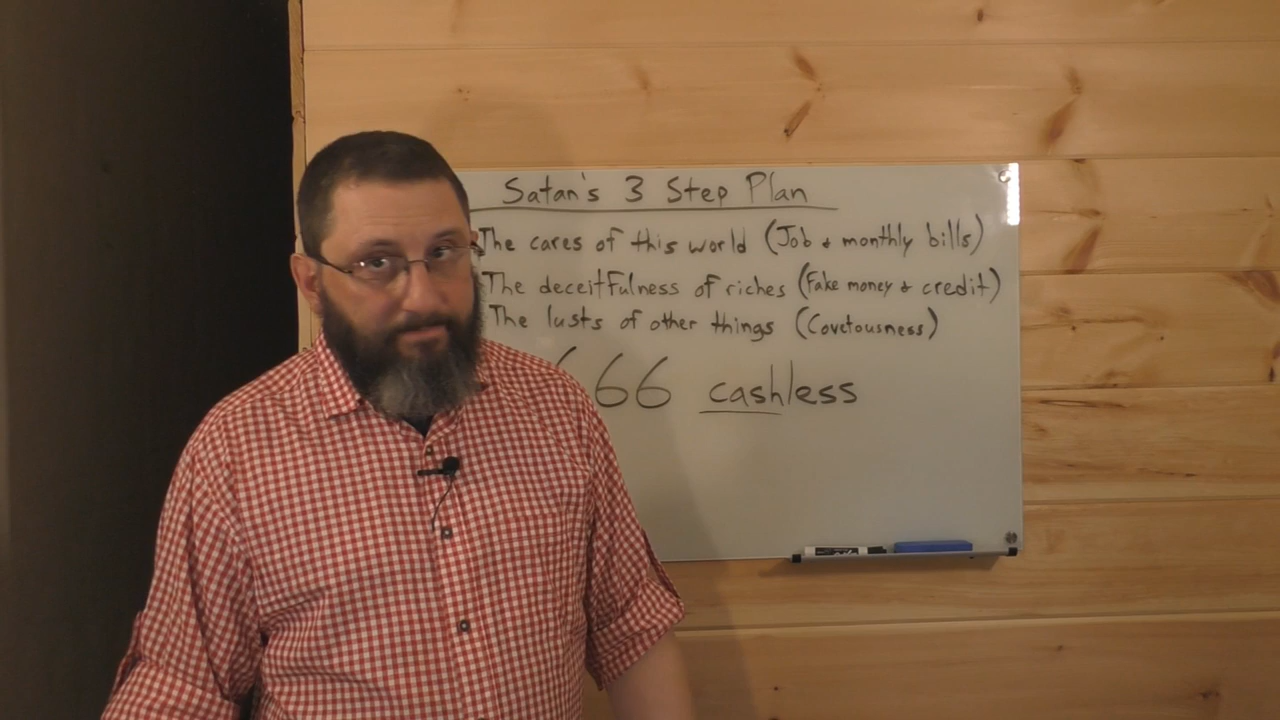 Satan's 3 Step Plan
The cares of this world (Job & monthly bills)
The deceitfulness of riches (Fake money & credit)
The lusts of other things (Covetousness)
666 cashless